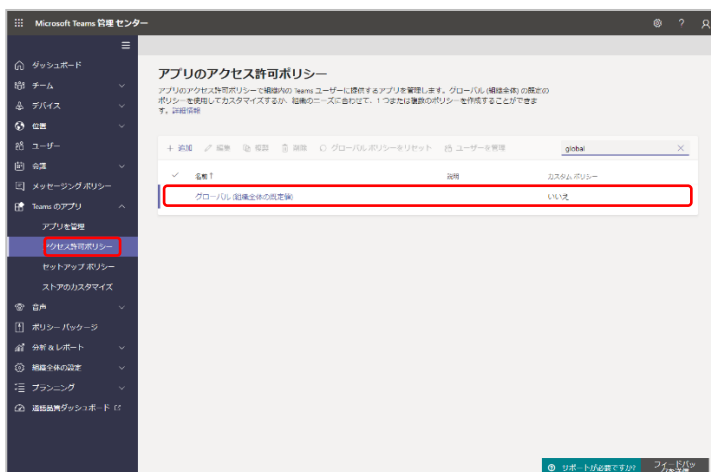 Microsoft Teams 管理センター
ダッシュボード
チーム
デバイス
位置
ユーザー
会議
メッセージング ポリシー
Teams のアプリ
アプリを管理
アクセス許可ポリシー
セットアップ ポリシー
ストアのカスタマイズ
音声
ポリシー パッケージ
分析 & レポート
組織全体の設定
プランニング
通話品質ダッシュボード
アプリのアクセス許可ポリシー
アプリのアクセス許可ポリシーで組織内の Teams ユーザーに提供するアプリを管理します。グローバル (組織全体) の既定の
ポリシーを使用してカスタマイズするか、組織のニーズに合わせて、1 つまたは複数のポリシーを作成することができま
す。詳細情報
+ 追加 編集 複製 削除 グローバル ポリシーをリセット ユーザーを管理 global
名前 ↑ 説明 カスタム ポリシー
グローバル (組織全体の既定値) いいえ
サポートが必要ですか?
フィードバッ
クを送信